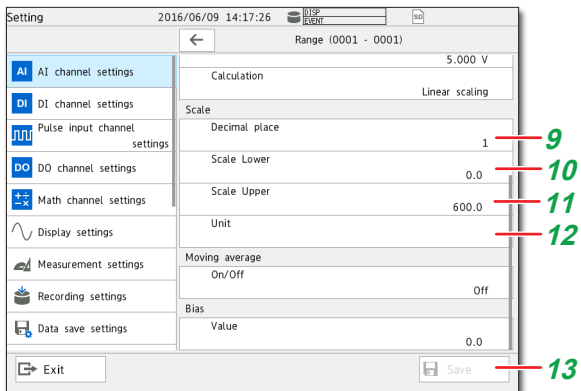 Setting 2016/06/09 14:17:26 DISP EVENT SD
Range (0001 - 0001)
AI AI channel settings
DI DI channel settings
Pulse input channel settings
DO DO channel settings
Math channel settings
Display settings
Measurement settings
Recording settings
Data save settings
5.000 V
Calculation
Linear scaling
Scale
Decimal place
1
9
Scale Lower
0.0
10
Scale Upper
600.0
11
Unit
12
Moving average
On/Off
Off
Bias
Value
0.0
Exit
Save
13